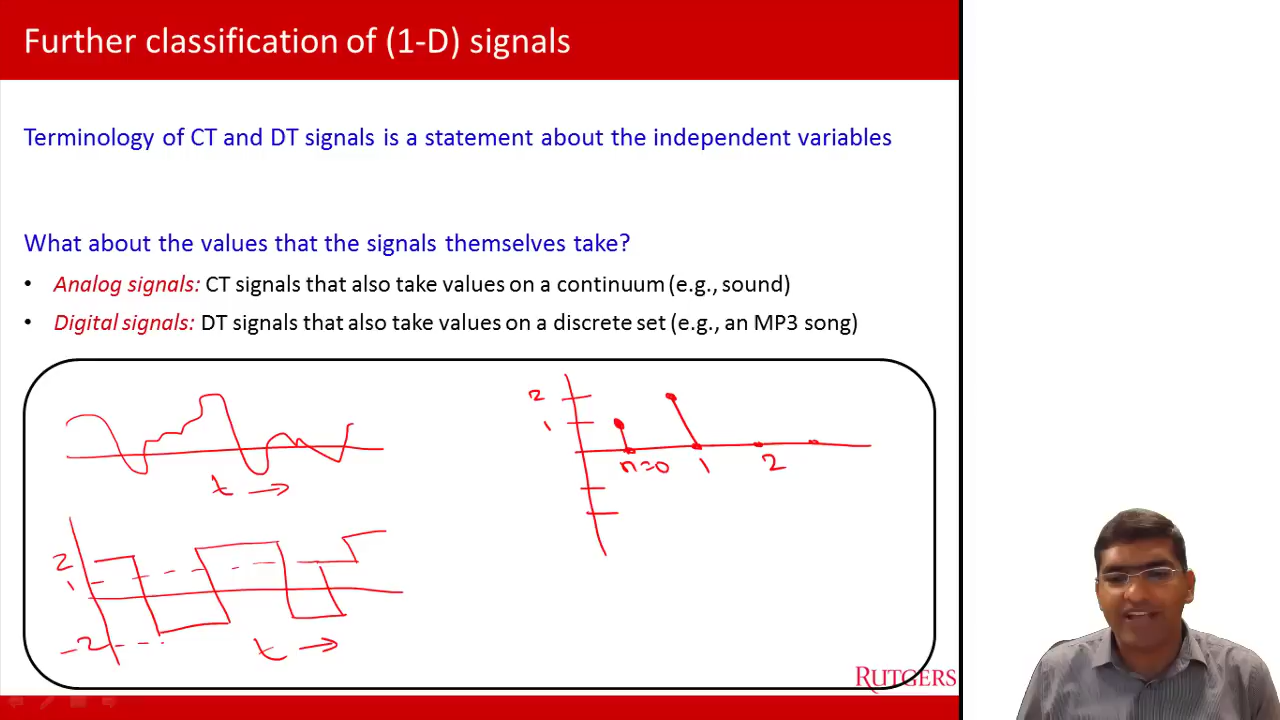 Further classification of (1-D) signals
Terminology of CT and DT signals is a statement about the independent variables
What about the values that the signals themselves take?
• Analog signals: CT signals that also take values on a continuum (e.g., sound)
• Digital signals: DT signals that also take values on a discrete set (e.g., an MP3 song)
t
2
1
-2
t
2
1
n=0 1 2
RUTGERS